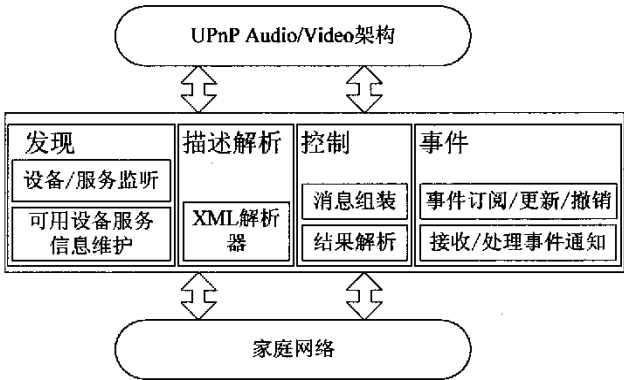 UPnP Audio/Video架构
发现
设备/服务监听
可用设备服务
信息维护
描述解析
XML解析
器
控制
消息组装
结果解析
事件
事件订阅/更新/撤销
接收/处理事件通知
家庭网络